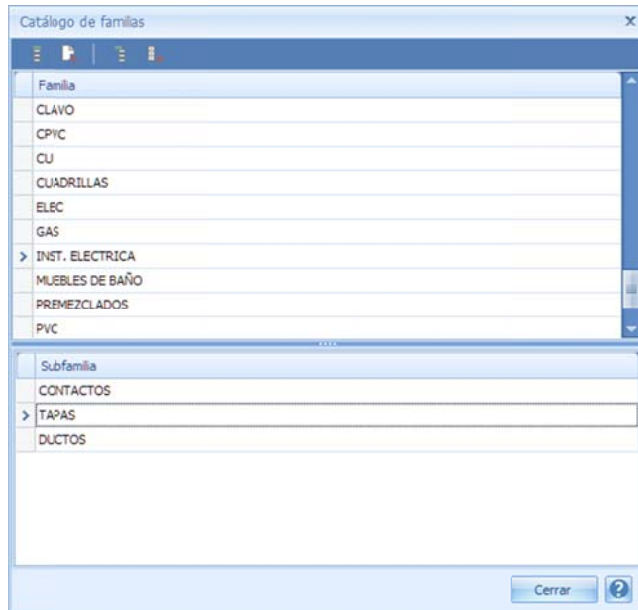 Catálogo de familias
Familia
CLAVO
CPVC
CU
CUADRILLAS
ELEC
GAS
INST. ELECTRICA
MUEBLES DE BAÑO
PREMEZCLADOS
PVC
Subfamilia
CONTACTOS
TAPAS
DUCTOS
Cerrar